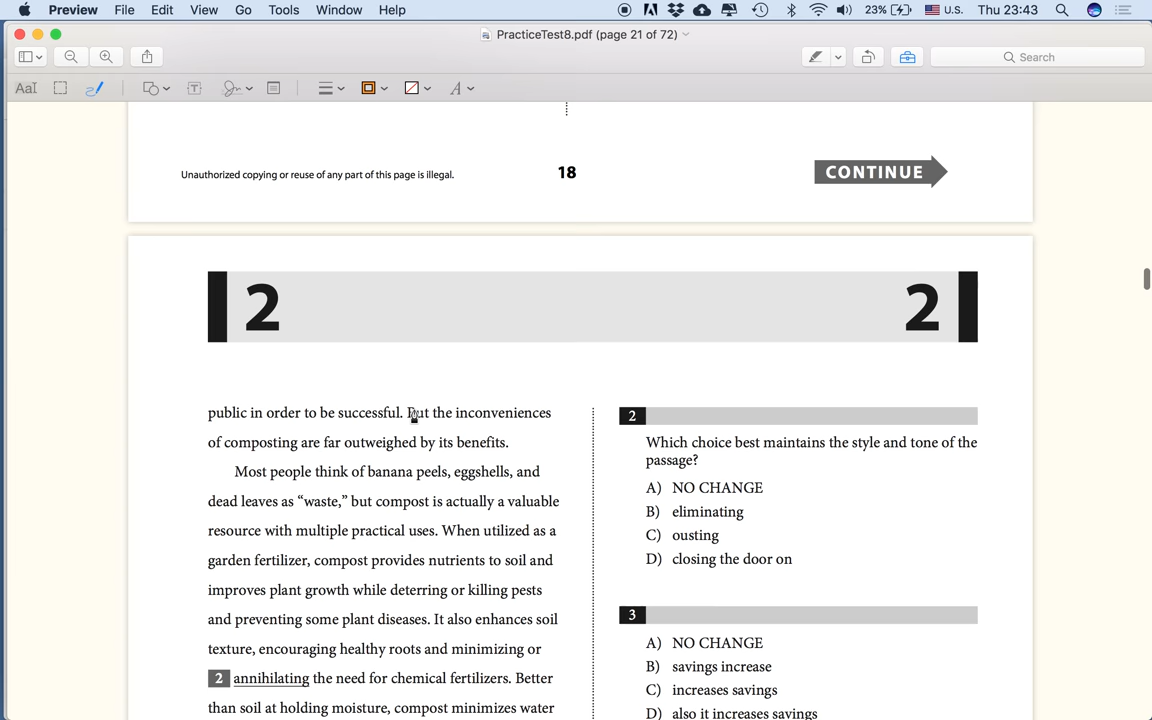 Preview File Edit View Go Tools Window Help 23% U.S. Thu 23:43
PracticeTest8.pdf (page 21 of 72)
Search
AaI T A
Unauthorized copying or reuse of any part of this page is illegal. 18 CONTINUE
2 2
public in order to be successful. But the inconveniences
of composting are far outweighed by its benefits.
Most people think of banana peels, eggshells, and
dead leaves as “waste,” but compost is actually a valuable
resource with multiple practical uses. When utilized as a
garden fertilizer, compost provides nutrients to soil and
improves plant growth while deterring or killing pests
and preventing some plant diseases. It also enhances soil
texture, encouraging healthy roots and minimizing or
2 annihilating the need for chemical fertilizers. Better
than soil at holding moisture, compost minimizes water
2
Which choice best maintains the style and tone of the
passage?
A) NO CHANGE
B) eliminating
C) ousting
D) closing the door on
3
A) NO CHANGE
B) savings increase
C) increases savings
D) also it increases savings